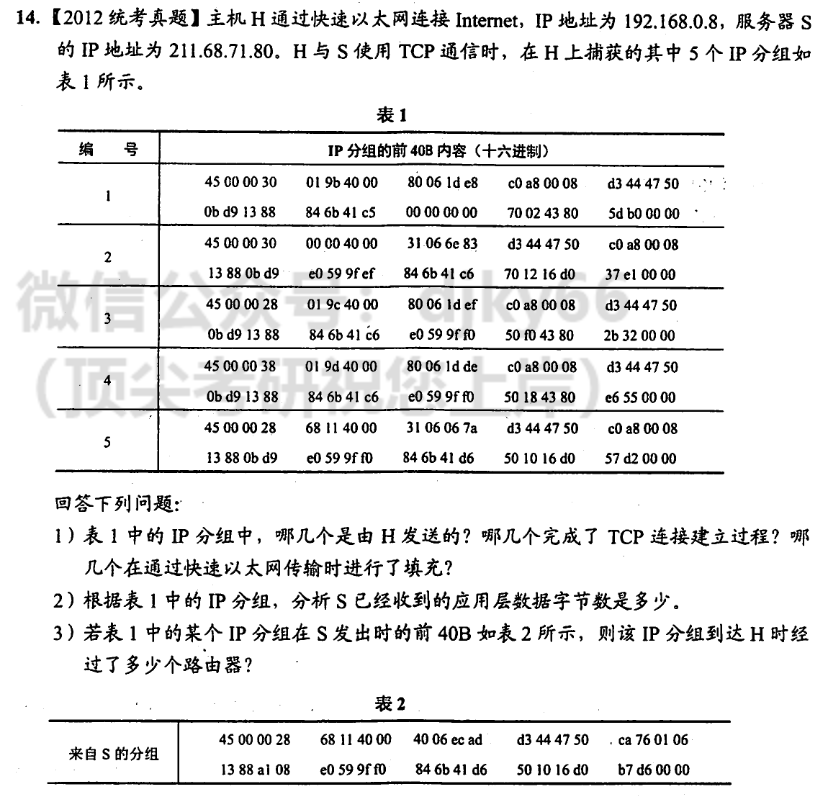 14.【2012 统考真题】主机 H 通过快速以太网连接 Internet，IP 地址为 192.168.0.8，服务器 S
的 IP 地址为 211.68.71.80。H 与 S 使用 TCP 通信时，在 H 上捕获的其中 5 个 IP 分组如
表 1 所示。
表 1
编 号 IP 分组的前 40B 内容（十六进制）
1
45 00 00 30 01 9b 40 00 80 06 1d e8 c0 a8 00 08 d3 44 47 50
0b d9 13 88 84 6b 41 c5 00 00 00 00 70 02 43 80 5d b0 00 00
2
45 00 00 30 00 00 40 00 31 06 6e 83 d3 44 47 50 c0 a8 00 08
13 88 0b d9 e0 59 9f ef 84 6b 41 c6 70 12 16 d0 37 e1 00 00
3
45 00 00 28 01 9c 40 00 80 06 1d ef c0 a8 00 08 d3 44 47 50
0b d9 13 88 84 6b 41 c6 e0 59 9f f0 50 f0 43 80 2b 32 00 00
4
45 00 00 38 01 9d 40 00 80 06 1d de c0 a8 00 08 d3 44 47 50
0b d9 13 88 84 6b 41 c6 e0 59 9f f0 50 18 43 80 e6 55 00 00
5
45 00 00 28 68 11 40 00 31 06 06 7a d3 44 47 50 c0 a8 00 08
13 88 0b d9 e0 59 9f f0 84 6b 41 d6 50 10 16 d0 57 d2 00 00
微信公众号：djky66
（顶尖考研祝您上岸）
回答下列问题：
1）表 1 中的 IP 分组中，哪几个是由 H 发送的？哪几个完成了 TCP 连接建立过程？哪
几个在通过快速以太网传输时进行了填充？
2）根据表 1 中的 IP 分组，分析 S 已经收到的应用层数据字节数是多少。
3）若表 1 中的某个 IP 分组在 S 发出时的前 40B 如表 2 所示，则该 IP 分组到达 H 时经
过了多少个路由器？
表 2
来自 S 的分组
45 00 00 28 68 11 40 00 40 06 ec ad d3 44 47 50 ca 76 01 06
13 88 a1 08 e0 59 9f f0 84 6b 41 d6 50 10 16 d0 b7 d6 00 00